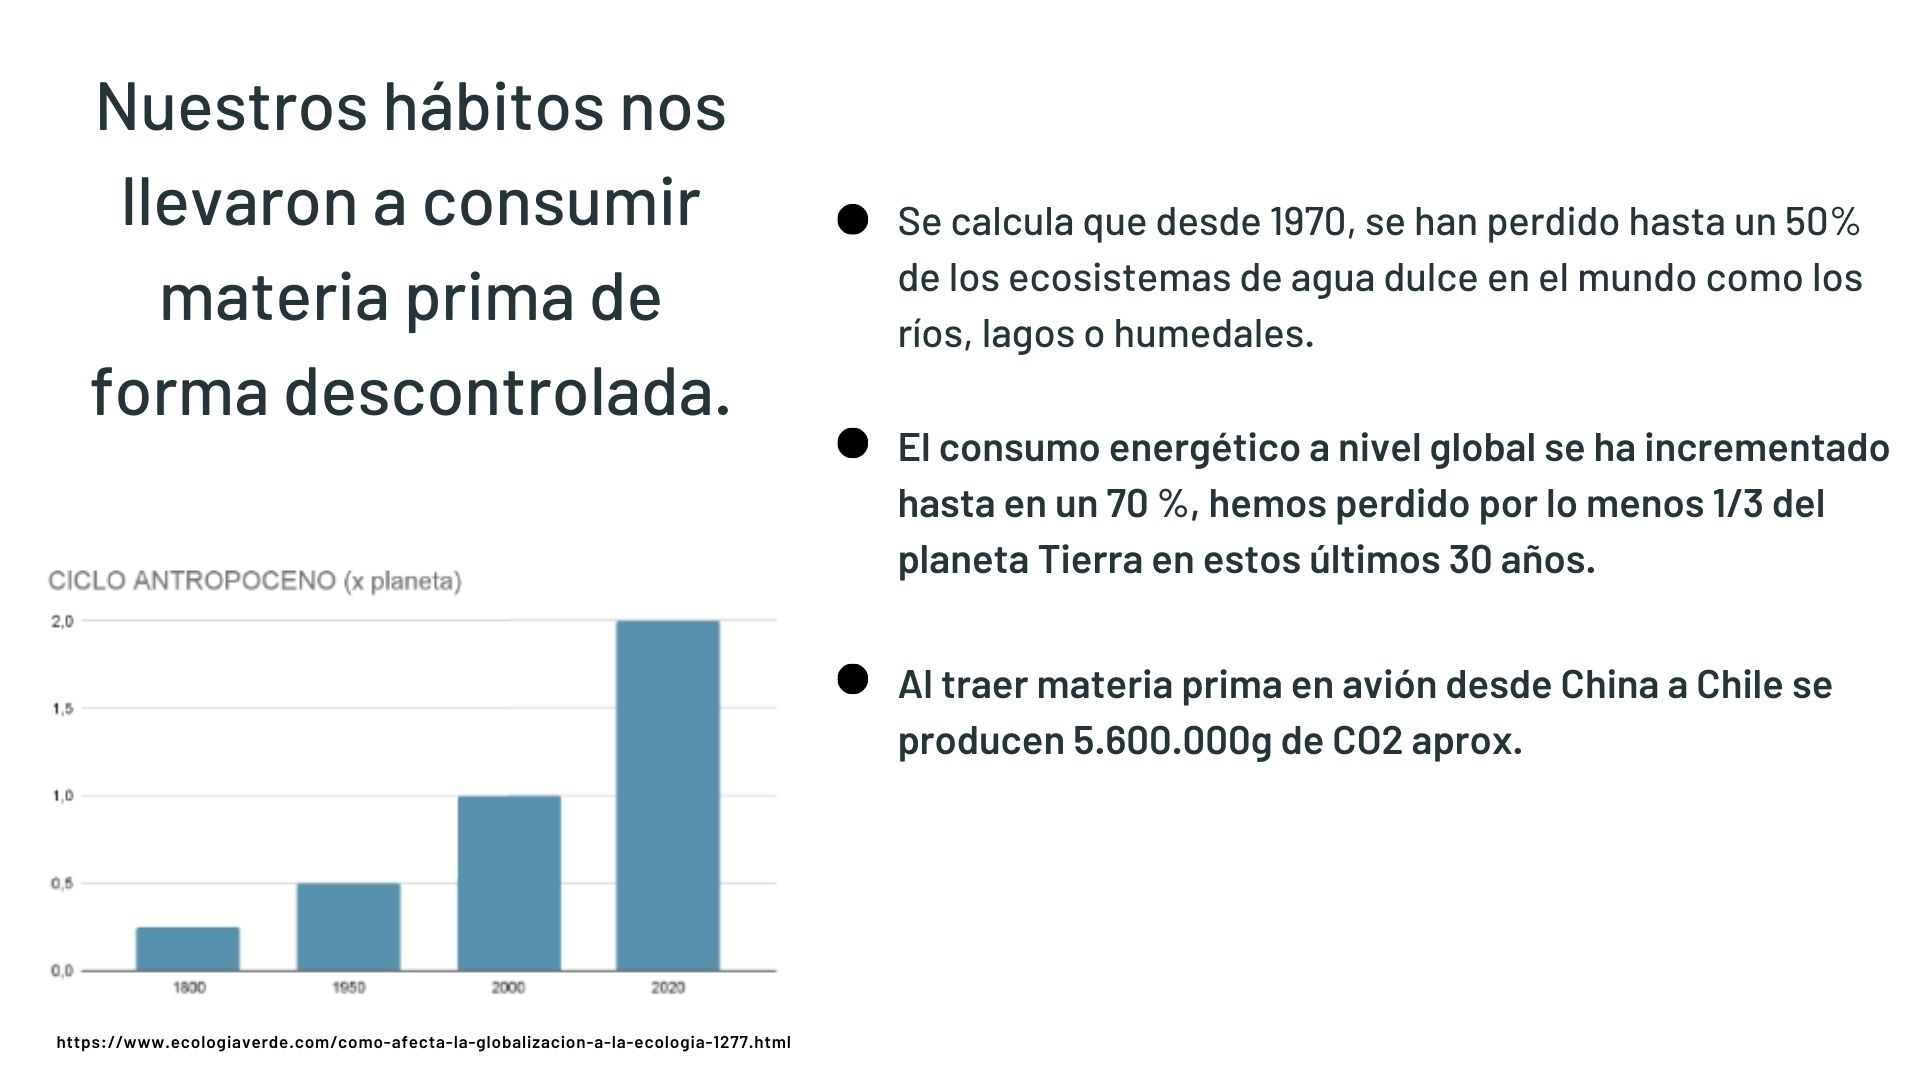 Nuestros hábitos nos
llevaron a consumir
materia prima de
forma descontrolada.
CICLO ANTROPOCENO (x planeta)
2,0
1,5
1,0
0,5
0,0
1800
1950
2000
2020
https://www.ecologiaverde.com/como-afecta-la-globalizacion-a-la-ecologia-1277.html
Se calcula que desde 1970, se han perdido hasta un 50%
de los ecosistemas de agua dulce en el mundo como los
ríos, lagos o humedales.
El consumo energético a nivel global se ha incrementado
hasta en un 70 %, hemos perdido por lo menos 1/3 del
planeta Tierra en estos últimos 30 años.
Al traer materia prima en avión desde China a Chile se
producen 5.600.000g de CO2 aprox.